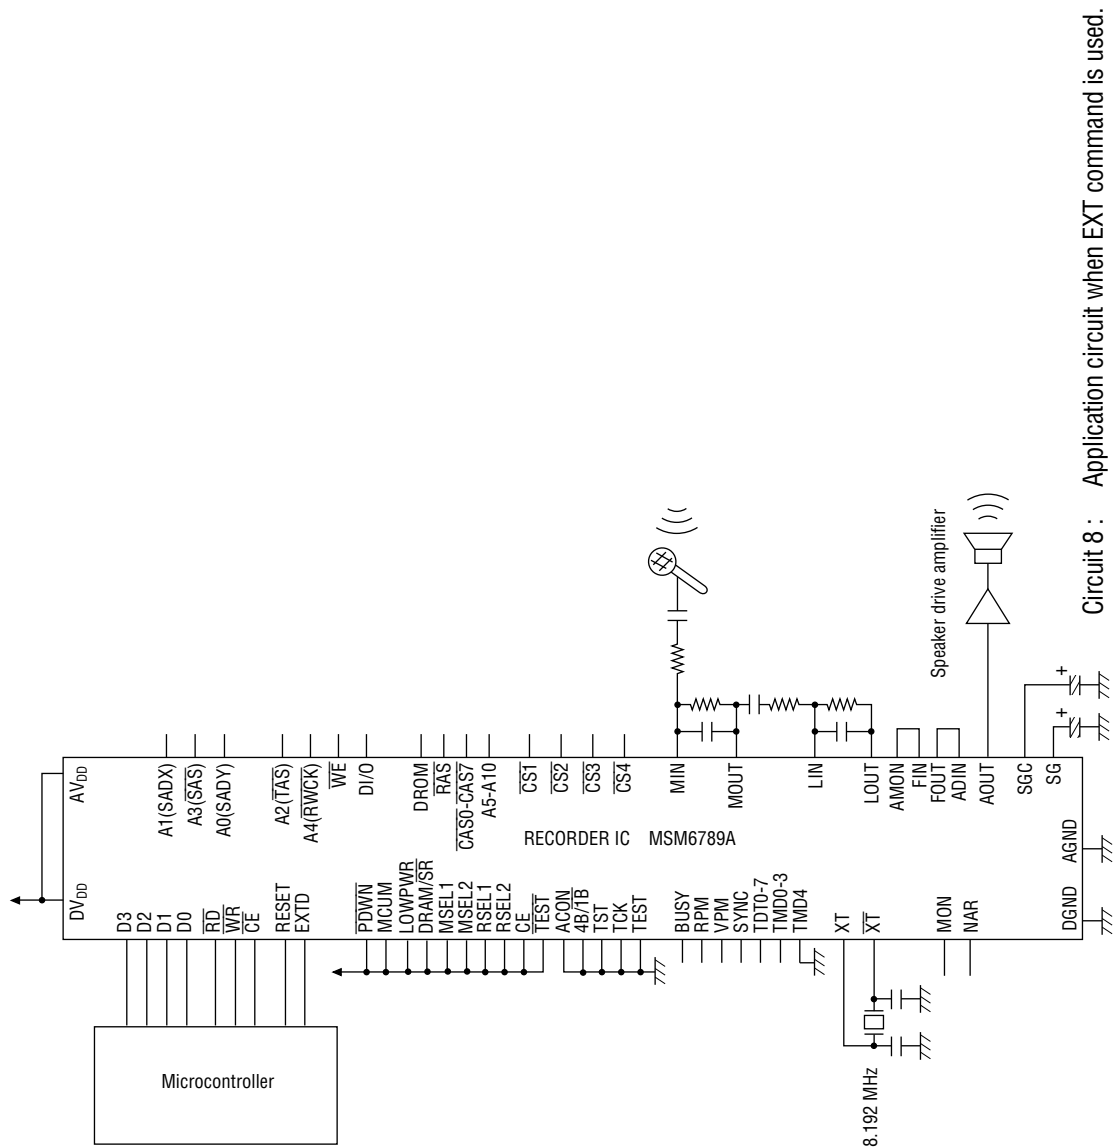 Microcontroller
D3
D2
D1
D0
RD
WR
CE
RESET
EXTD
PDWN
MCUM
LOWPWR
DRAM/SR
MSEL1
MSEL2
RSEL1
RSEL2
CE
TEST
ACON
4B/1B
TST
TCK
TEST
BUSY
RPM
VPM
SYNC
TDT0-7
TMD0-3
TMD4
XT
XT
8.192 MHz
MON
NAR
DVDD
AVDD
RECORDER IC MSM6789A
DGND
AGND
A1(SADX)
A3(SAS)
A0(SADY)
A2(TAS)
A4(RWCK)
WE
DI/O
DROM
RAS
CAS0-CAS7
A5-A10
CS1
CS2
CS3
CS4
MIN
MOUT
LIN
LOUT
AMON
FIN
FOUT
ADIN
AOUT
SGC
SG
+
+
Speaker drive amplifier
Circuit 8 : Application circuit when EXT command is used.